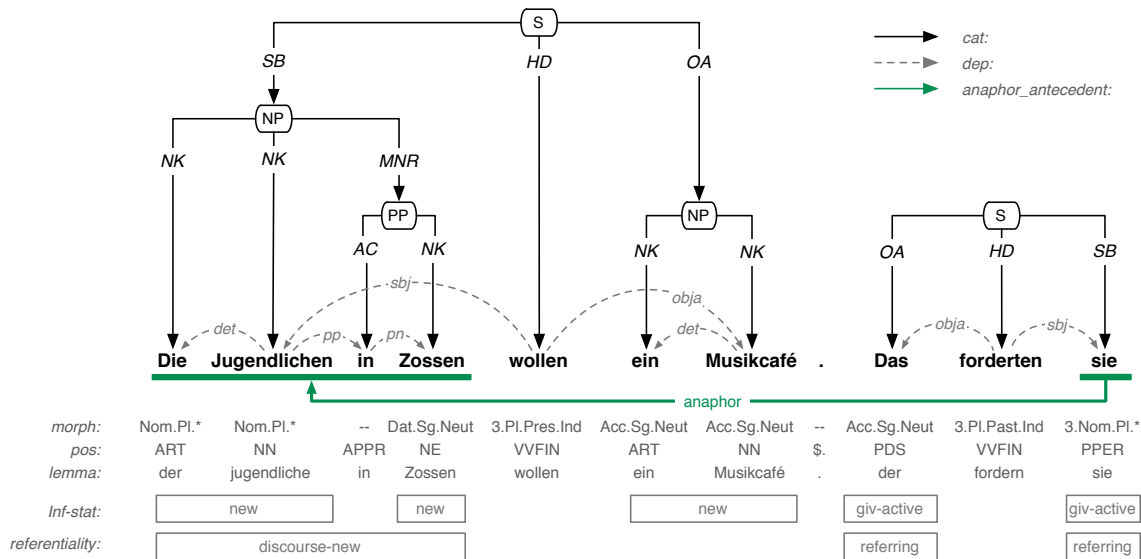 S
cat:
dep:
anaphor_antecedent:
SB HD OA
NP
NK NK MNR
PP NP S
AC NK NK NK OA HD SB
sbj obja
det pp pn det obja sbj
Die Jugendlichen in Zossen wollen ein Musikcafé . Das forderten sie
anaphor
morph: Nom.Pl.* Nom.Pl.* -- Dat.Sg.Neut 3.Pl.Pres.Ind Acc.Sg.Neut Acc.Sg.Neut -- Acc.Sg.Neut 3.Pl.Past.Ind 3.Nom.Pl.*
pos: ART NN APPR NE VVFIN ART NN $. PDS VVFIN PPER
lemma: der jugendliche in Zossen wollen ein Musikcafé . der fordern sie
Inf-stat: new new new giv-active giv-active
referentiality: discourse-new referring referring